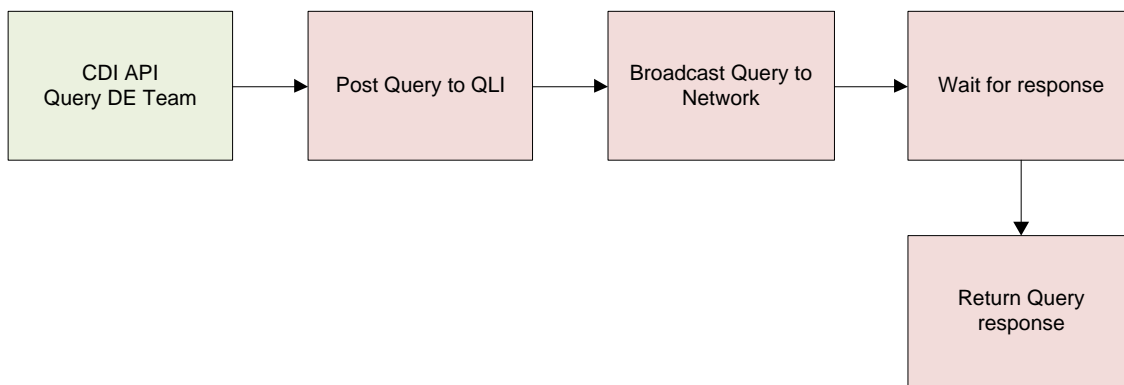 CDI API
Query DE Team
Post Query to QLI
Broadcast Query to
Network
Wait for response
Return Query
response